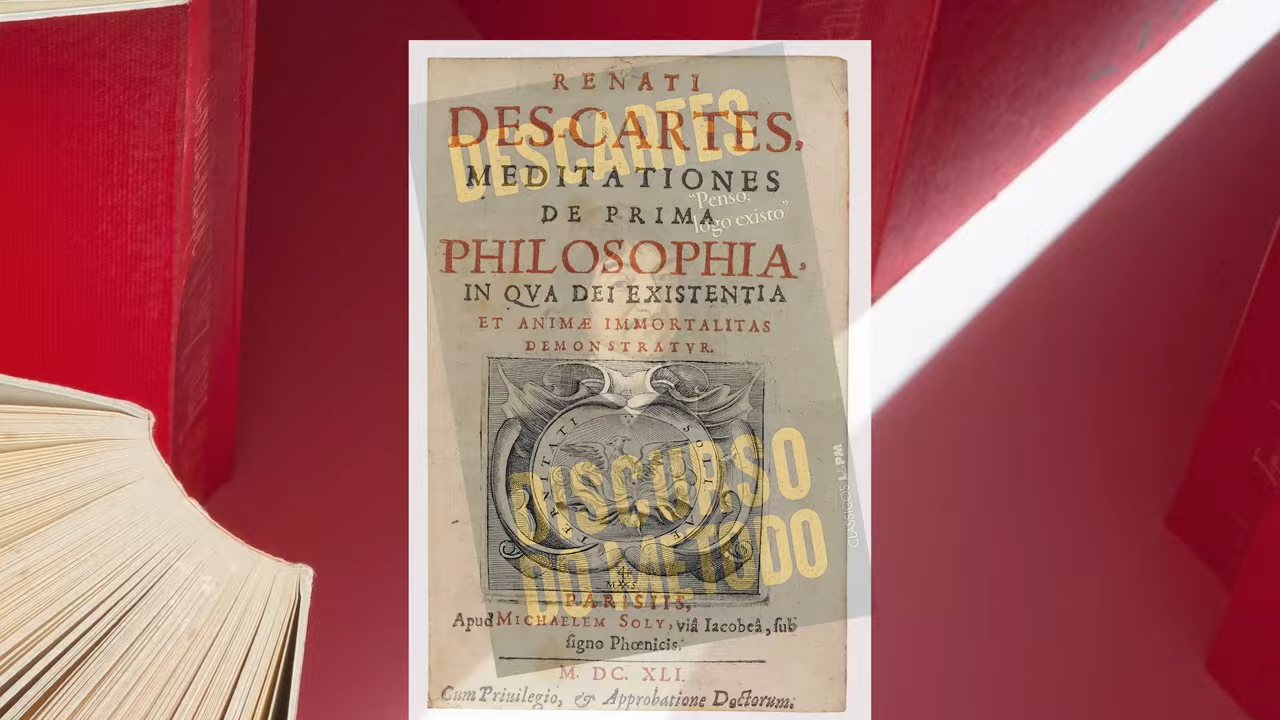 RENATI
DES-CARTES,
MEDITATIONES
DE PRIMA
PHILOSOPHIA,
IN QVA DEI EXISTENTIA
ET ANIMÆ IMMORTALITAS
DEMONSTRATVR.
ÆTERNITATI SOLI
PARISIIS,
Apud MICHAELEM SOLY, viâ Iacobeâ, sub
signo Phœnicis.
M. DC. XLI.
Cum Priuilegio, & Approbatione Doctorum.
DESCARTES
“Penso,
logo existo”
DISCURSO
DO MÉTODO
CLÁSSICOS L&PM